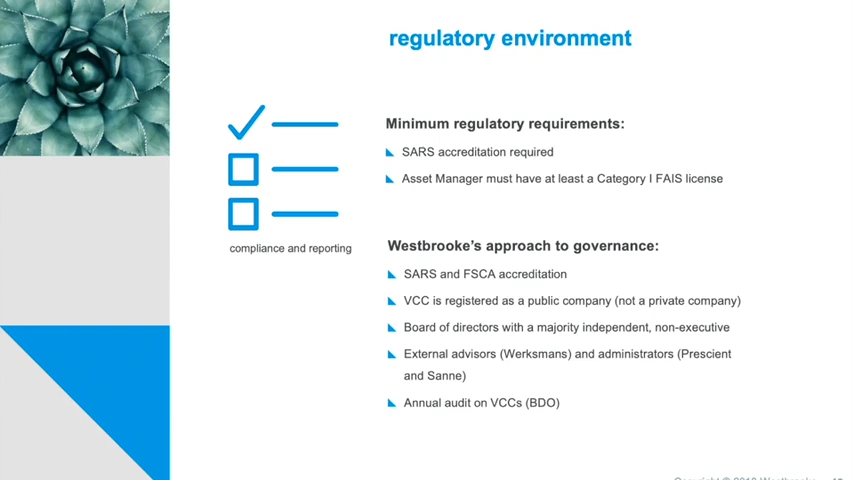 regulatory environment
Minimum regulatory requirements:
SARS accreditation required
Asset Manager must have at least a Category I FAIS license
compliance and reporting
Westbrooke's approach to governance:
SARS and FSCA accreditation
VCC is registered as a public company (not a private company)
Board of directors with a majority independent, non-executive
External advisors (Werksmans) and administrators (Prescient
and Sanne)
Annual audit on VCCs (BDO)
Copyright ©